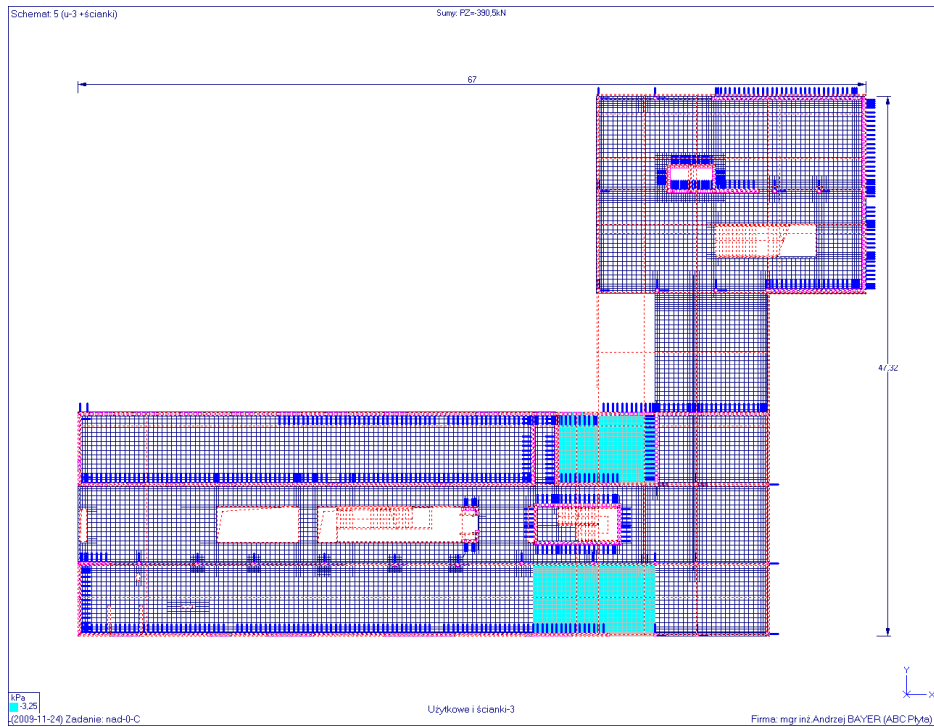 Schemat: 5 (u-3 +ścianki)
Sumy: PZ=-390,5kN
67
47,32
Y
X
kPa
-3,25
(2009-11-24) Zadanie: nad-0-C
Użytkowe i ścianki-3
Firma: mgr inż.Andrzej BAYER (ABC Płyta)